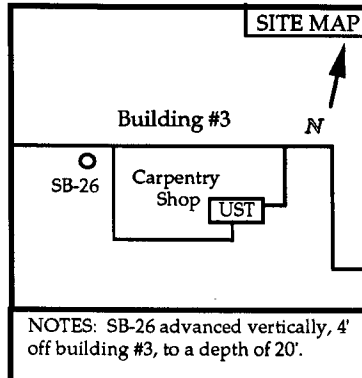 SITE MAP
N
Building #3
SB-26
Carpentry
Shop
UST
NOTES: SB-26 advanced vertically, 4'
off building #3, to a depth of 20'.